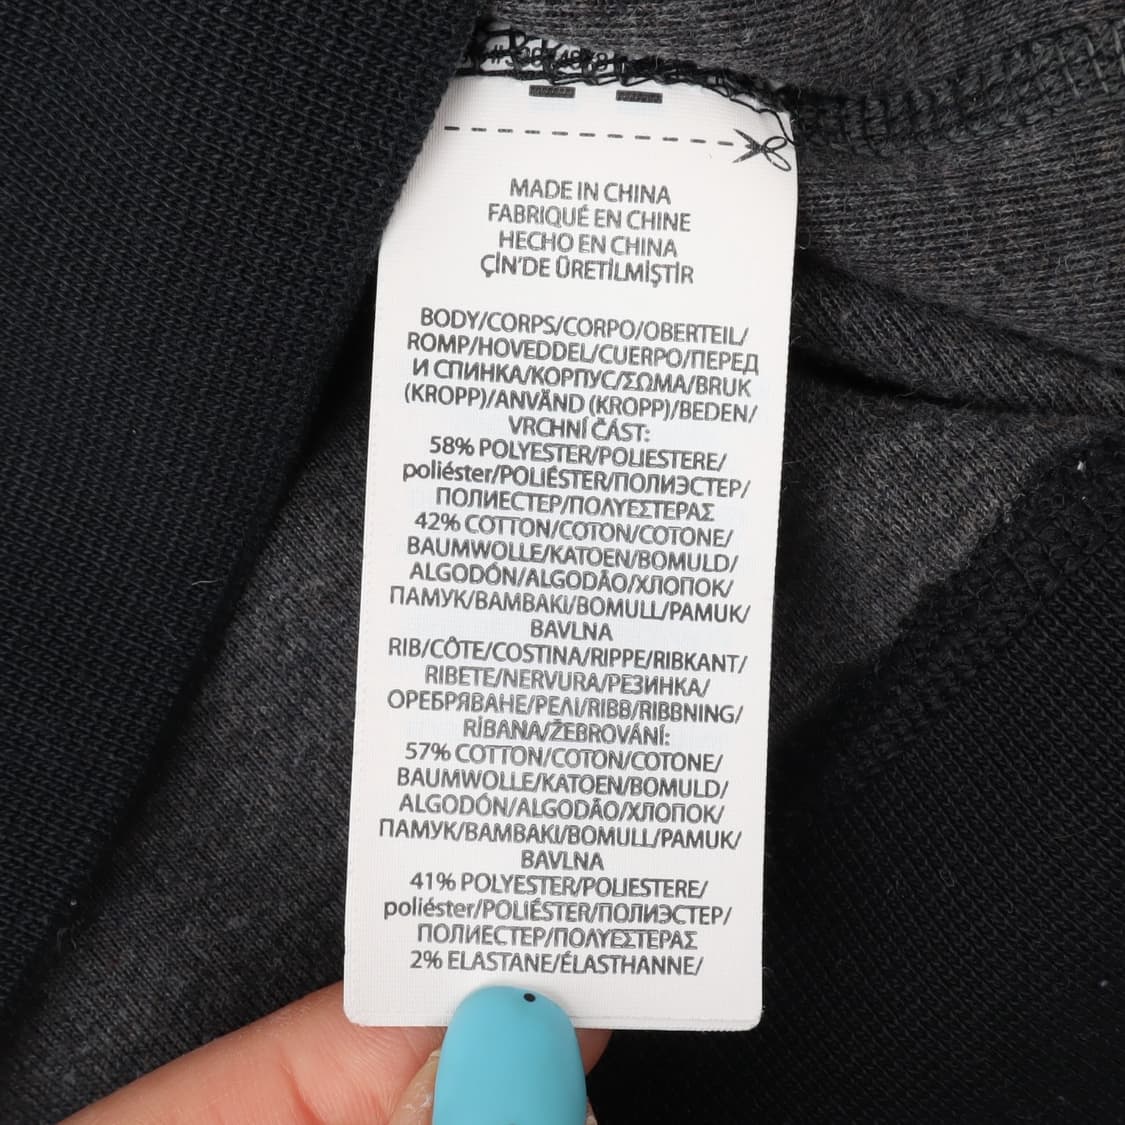 MADE IN CHINA
FABRIQUÉ EN CHINE
HECHO EN CHINA
ÇİN'DE ÜRETİLMİŞTİR
BODY/CORPS/CORPO/OBERTEIL/
ROMP/HOVEDDEL/CUERPO/ПЕРЕД
И СПИНКА/КОРПУС/ΣΩΜΑ/BRUK
(KROPP)/ANVÄND (KROPP)/BEDEN/
VRCHNÍ ČÁST:
58% POLYESTER/POLIESTERE/
poliéster/POLIÉSTER/ПОЛИЭСТЕР/
ПОЛИЕСТЕР/ΠΟΛΥΕΣΤΕΡΑΣ
42% COTTON/COTON/COTONE/
BAUMWOLLE/KATOEN/BOMULD/
ALGODÓN/ALGODÃO/ХЛОПОК/
ПАМУК/ΒΑΜΒΑΚΙ/BOMULL/PAMUK/
BAVLNA
RIB/CÔTE/COSTINA/RIPPE/RIBKANT/
RIBETE/NERVURA/РЕЗИНКА/
ОРЕБРЯВАНЕ/ΡΕΛΙ/RIBB/RIBBNING/
RİBANA/ŽEBROVÁNÍ:
57% COTTON/COTON/COTONE/
BAUMWOLLE/KATOEN/BOMULD/
ALGODÓN/ALGODÃO/ХЛОПОК/
ПАМУК/ΒΑΜΒΑΚΙ/BOMULL/PAMUK/
BAVLNA
41% POLYESTER/POLIESTERE/
poliéster/POLIÉSTER/ПОЛИЭСТЕР/
ПОЛИЕСТЕР/ΠΟΛΥΕΣΤΕΡΑΣ
2% ELASTANE/ÉLASTHANNE/